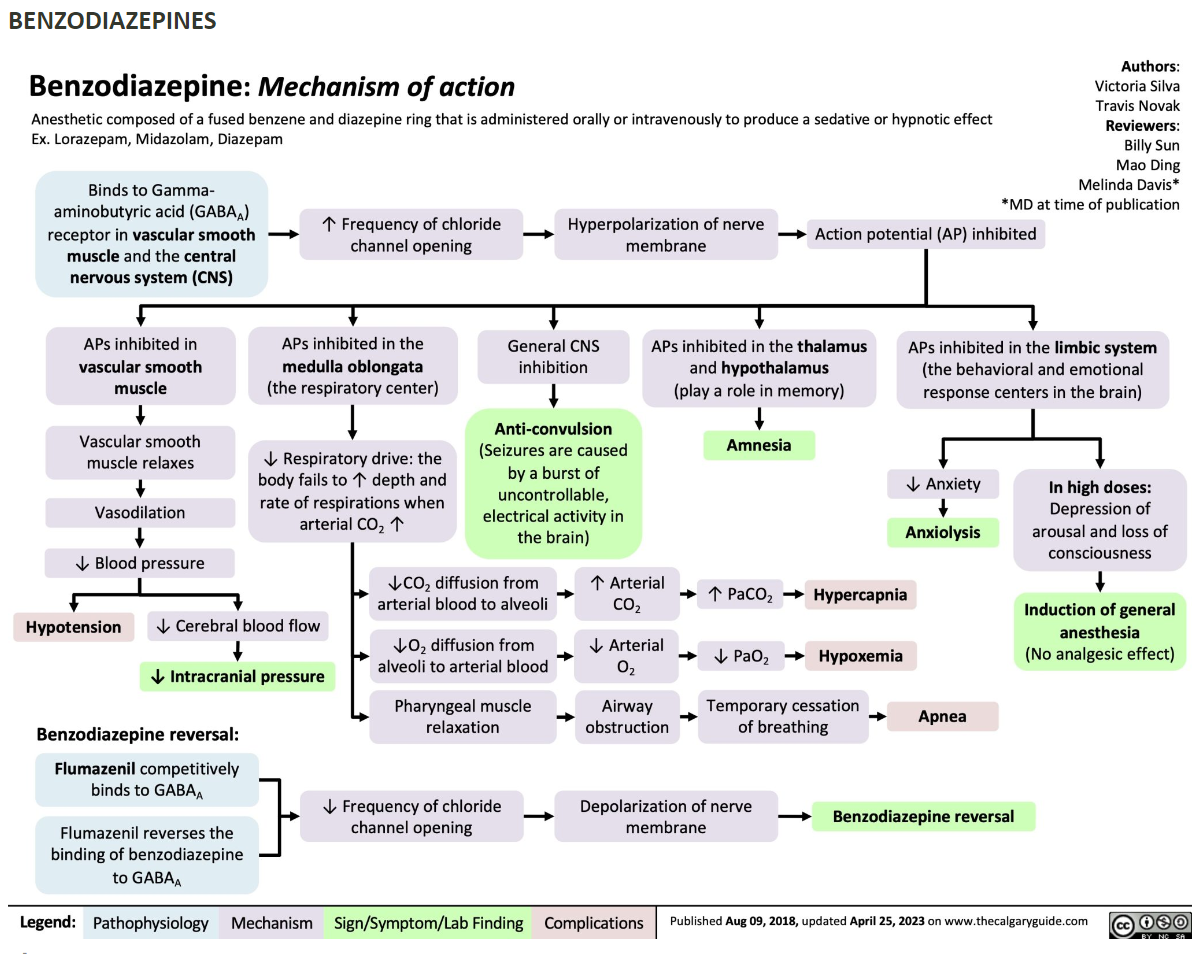 BENZODIAZEPINES
Benzodiazepine: Mechanism of action
Anesthetic composed of a fused benzene and diazepine ring that is administered orally or intravenously to produce a sedative or hypnotic effect
Ex. Lorazepam, Midazolam, Diazepam
Authors:
Victoria Silva
Travis Novak
Reviewers:
Billy Sun
Mao Ding
Melinda Davis*
*MD at time of publication
Binds to Gamma-
aminobutyric acid (GABA_A)
receptor in vascular smooth
muscle and the central
nervous system (CNS)
↑ Frequency of chloride
channel opening
Hyperpolarization of nerve
membrane
Action potential (AP) inhibited
APs inhibited in
vascular smooth
muscle
Vascular smooth
muscle relaxes
Vasodilation
↓ Blood pressure
Hypotension
↓ Cerebral blood flow
↓ Intracranial pressure
APs inhibited in the
medulla oblongata
(the respiratory center)
↓ Respiratory drive: the
body fails to ↑ depth and
rate of respirations when
arterial CO₂ ↑
↓CO₂ diffusion from
arterial blood to alveoli
↑ Arterial
CO₂
↑ PaCO₂
Hypercapnia
↓O₂ diffusion from
alveoli to arterial blood
↓ Arterial
O₂
↓ PaO₂
Hypoxemia
Pharyngeal muscle
relaxation
Airway
obstruction
Temporary cessation
of breathing
Apnea
General CNS
inhibition
Anti-convulsion
(Seizures are caused
by a burst of
uncontrollable,
electrical activity in
the brain)
APs inhibited in the thalamus
and hypothalamus
(play a role in memory)
Amnesia
APs inhibited in the limbic system
(the behavioral and emotional
response centers in the brain)
↓ Anxiety
Anxiolysis
In high doses:
Depression of
arousal and loss of
consciousness
Induction of general
anesthesia
(No analgesic effect)
Benzodiazepine reversal:
Flumazenil competitively
binds to GABA_A
Flumazenil reverses the
binding of benzodiazepine
to GABA_A
↓ Frequency of chloride
channel opening
Depolarization of nerve
membrane
Benzodiazepine reversal
Legend:
Pathophysiology
Mechanism
Sign/Symptom/Lab Finding
Complications
Published Aug 09, 2018, updated April 25, 2023 on www.thecalgaryguide.com
cc
BY NC SA